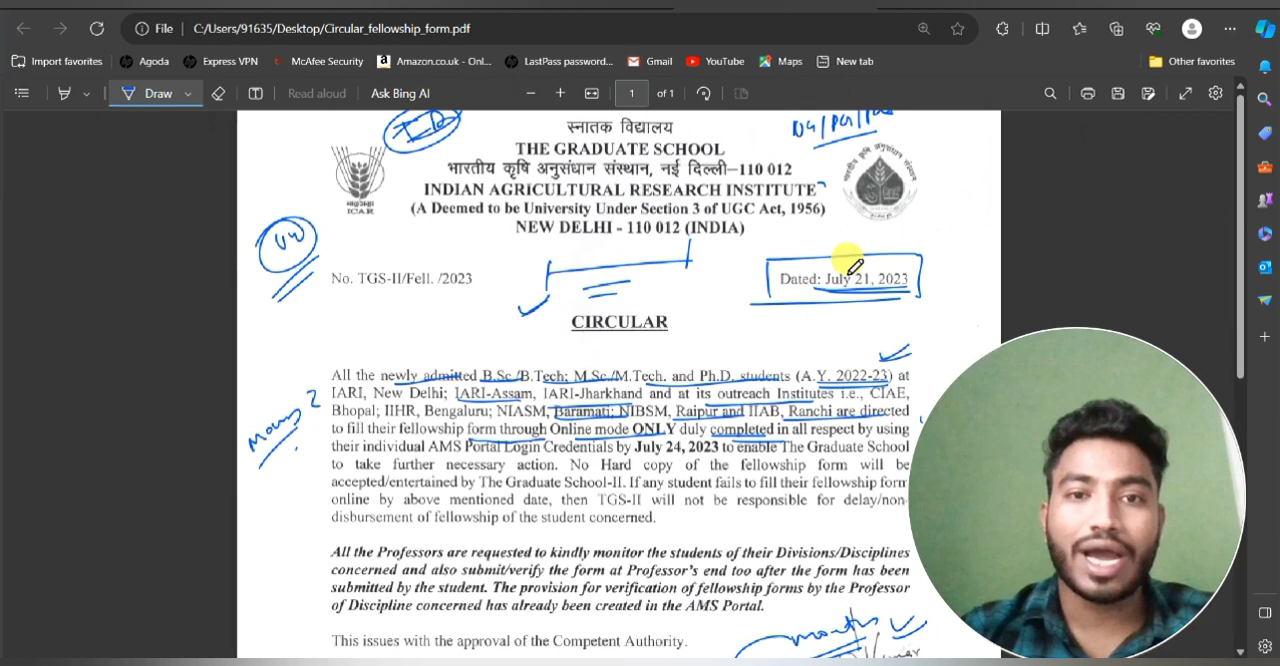 File
C:/Users/91635/Desktop/Circular_fellowship_form.pdf
Import favorites
Agoda
Express VPN
McAfee Security
Amazon.co.uk - Onl...
LastPass password...
Gmail
YouTube
Maps
New tab
Other favorites
Draw
Read aloud
Ask Bing AI
1
of 1
UG/PG/
स्नातक विद्यालय
THE GRADUATE SCHOOL
भारतीय कृषि अनुसंधान संस्थान, नई दिल्ली–110 012
INDIAN AGRICULTURAL RESEARCH INSTITUTE
(A Deemed to be University Under Section 3 of UGC Act, 1956)
NEW DELHI - 110 012 (INDIA)
ICAR
No. TGS-II/Fell. /2023
Dated: July 21, 2023
CIRCULAR
All the newly admitted B.Sc./B.Tech; M.Sc./M.Tech. and Ph.D. students (A.Y. 2022-23) at
IARI, New Delhi; IARI-Assam, IARI-Jharkhand and at its outreach Institutes i.e., CIAE,
Bhopal; IIHR, Bengaluru; NIASM, Baramati; NIBSM, Raipur and IIAB, Ranchi are directed
to fill their fellowship form through Online mode ONLY duly completed in all respect by using
their individual AMS Portal Login Credentials by July 24, 2023 to enable The Graduate School
to take further necessary action. No Hard copy of the fellowship form will be
accepted/entertained by The Graduate School-II. If any student fails to fill their fellowship form
online by above mentioned date, then TGS-II will not be responsible for delay/non-
disbursement of fellowship of the student concerned.
All the Professors are requested to kindly monitor the students of their Divisions/Disciplines
concerned and also submit/verify the form at Professor's end too after the form has been
submitted by the student. The provision for verification of fellowship forms by the Professor
of Discipline concerned has already been created in the AMS Portal.
This issues with the approval of the Competent Authority.
months